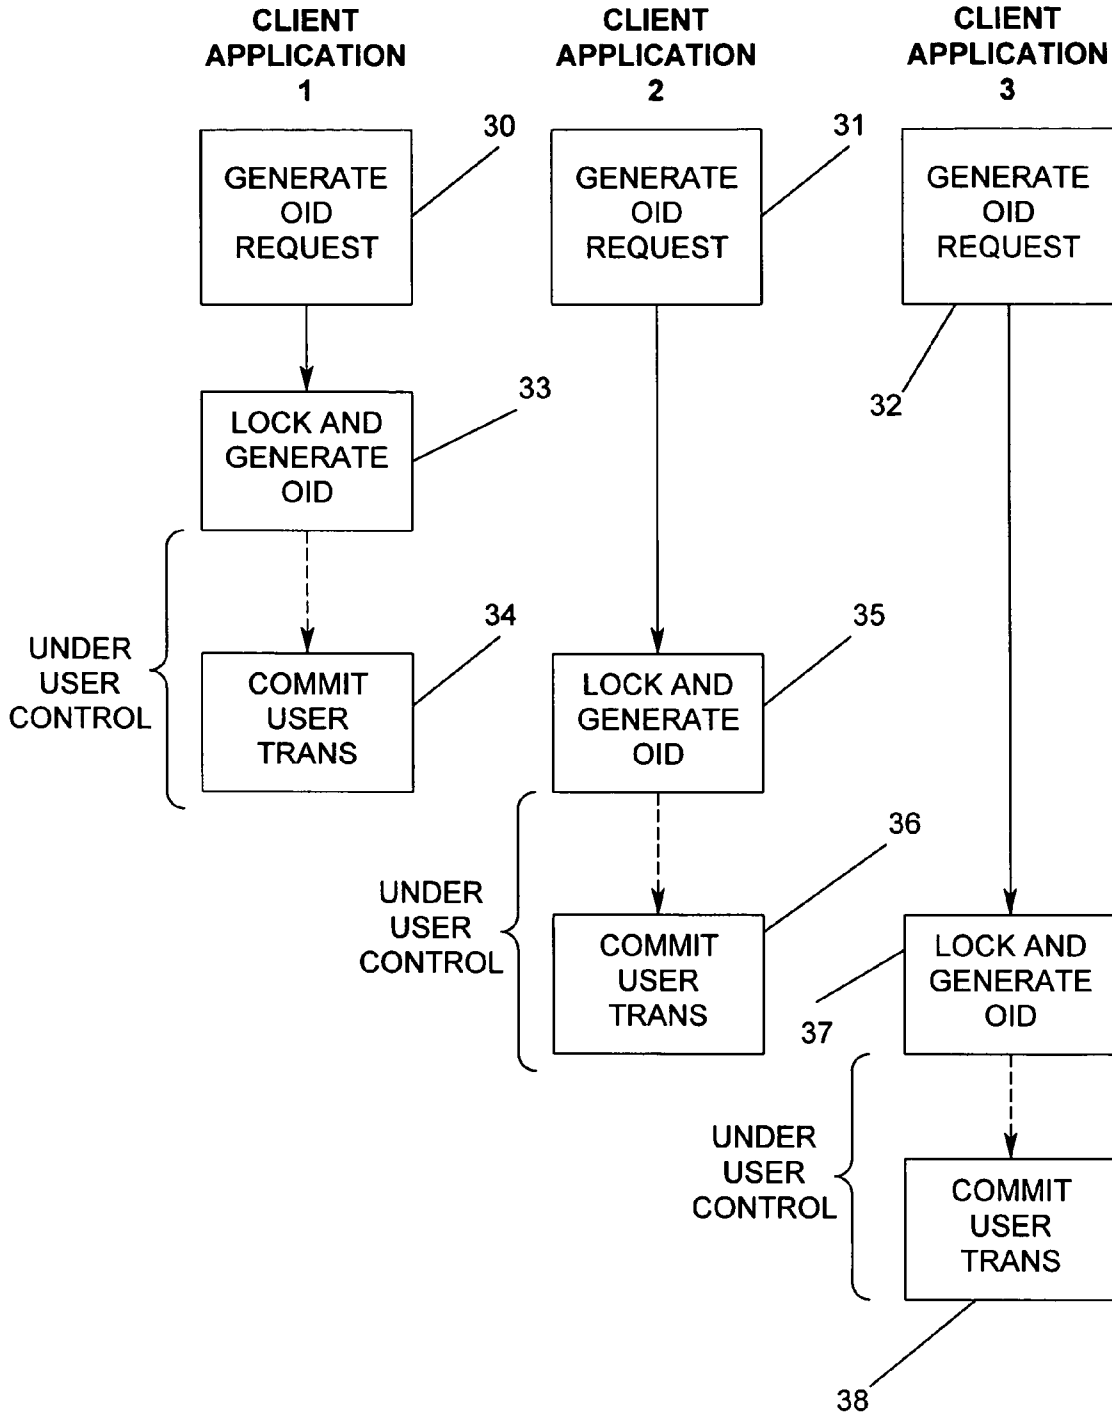 CLIENT
APPLICATION
1
CLIENT
APPLICATION
2
CLIENT
APPLICATION
3
30
31
GENERATE
OID
REQUEST
GENERATE
OID
REQUEST
GENERATE
OID
REQUEST
32
33
LOCK AND
GENERATE
OID
34
35
UNDER
USER
CONTROL
COMMIT
USER
TRANS
LOCK AND
GENERATE
OID
36
UNDER
USER
CONTROL
COMMIT
USER
TRANS
LOCK AND
GENERATE
OID
37
UNDER
USER
CONTROL
COMMIT
USER
TRANS
38